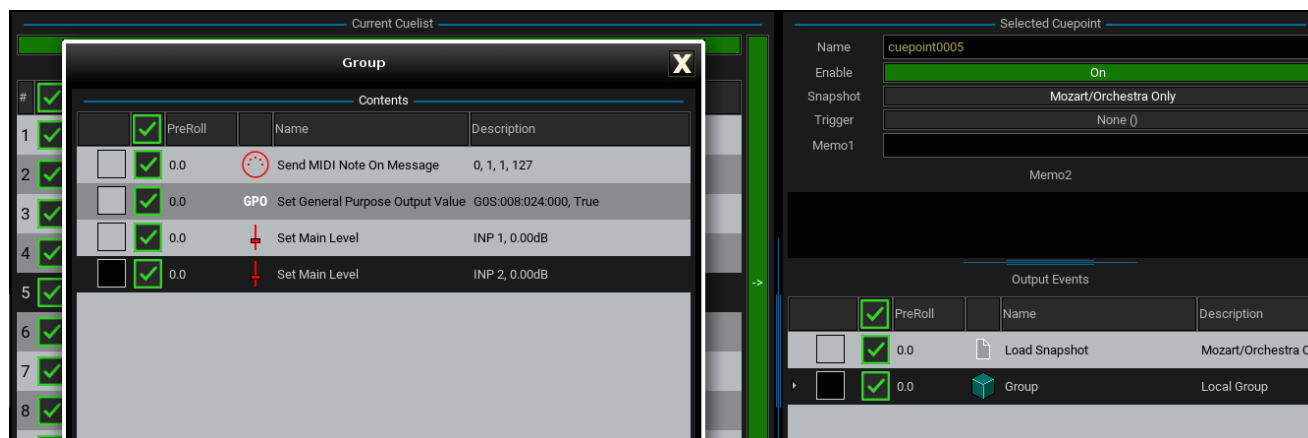 Current Cuelist
Group
X
Contents
PreRoll Name Description
0.0 Send MIDI Note On Message 0, 1, 1, 127
0.0 GPO Set General Purpose Output Value G0S:008:024:000, True
0.0 Set Main Level INP 1, 0.00dB
0.0 Set Main Level INP 2, 0.00dB
#
1
2
3
4
5
6
7
8
->
Selected Cuepoint
Name cuepoint0005
Enable On
Snapshot Mozart/Orchestra Only
Trigger None ()
Memo1
Memo2
Output Events
PreRoll Name Description
0.0 Load Snapshot Mozart/Orchestra
0.0 Group Local Group